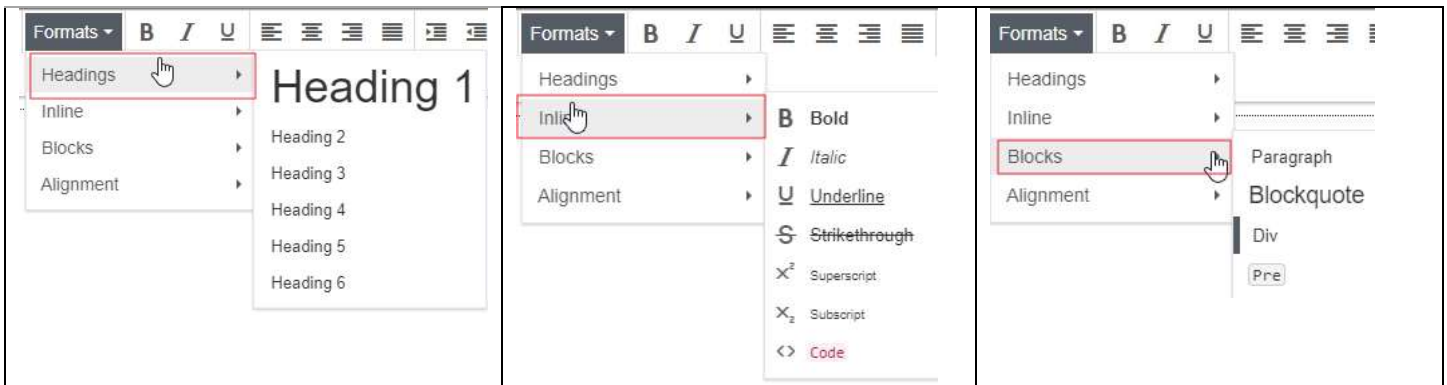 Formats B I U
Headings
Inline
Blocks
Alignment
Heading 1
Heading 2
Heading 3
Heading 4
Heading 5
Heading 6
Formats B I U
Headings
Inline
Blocks
Alignment
B Bold
I Italic
U Underline
S Strikethrough
X² Superscript
X₂ Subscript
<> Code
Formats B I U
Headings
Inline
Blocks
Alignment
Paragraph
Blockquote
Div
Pre